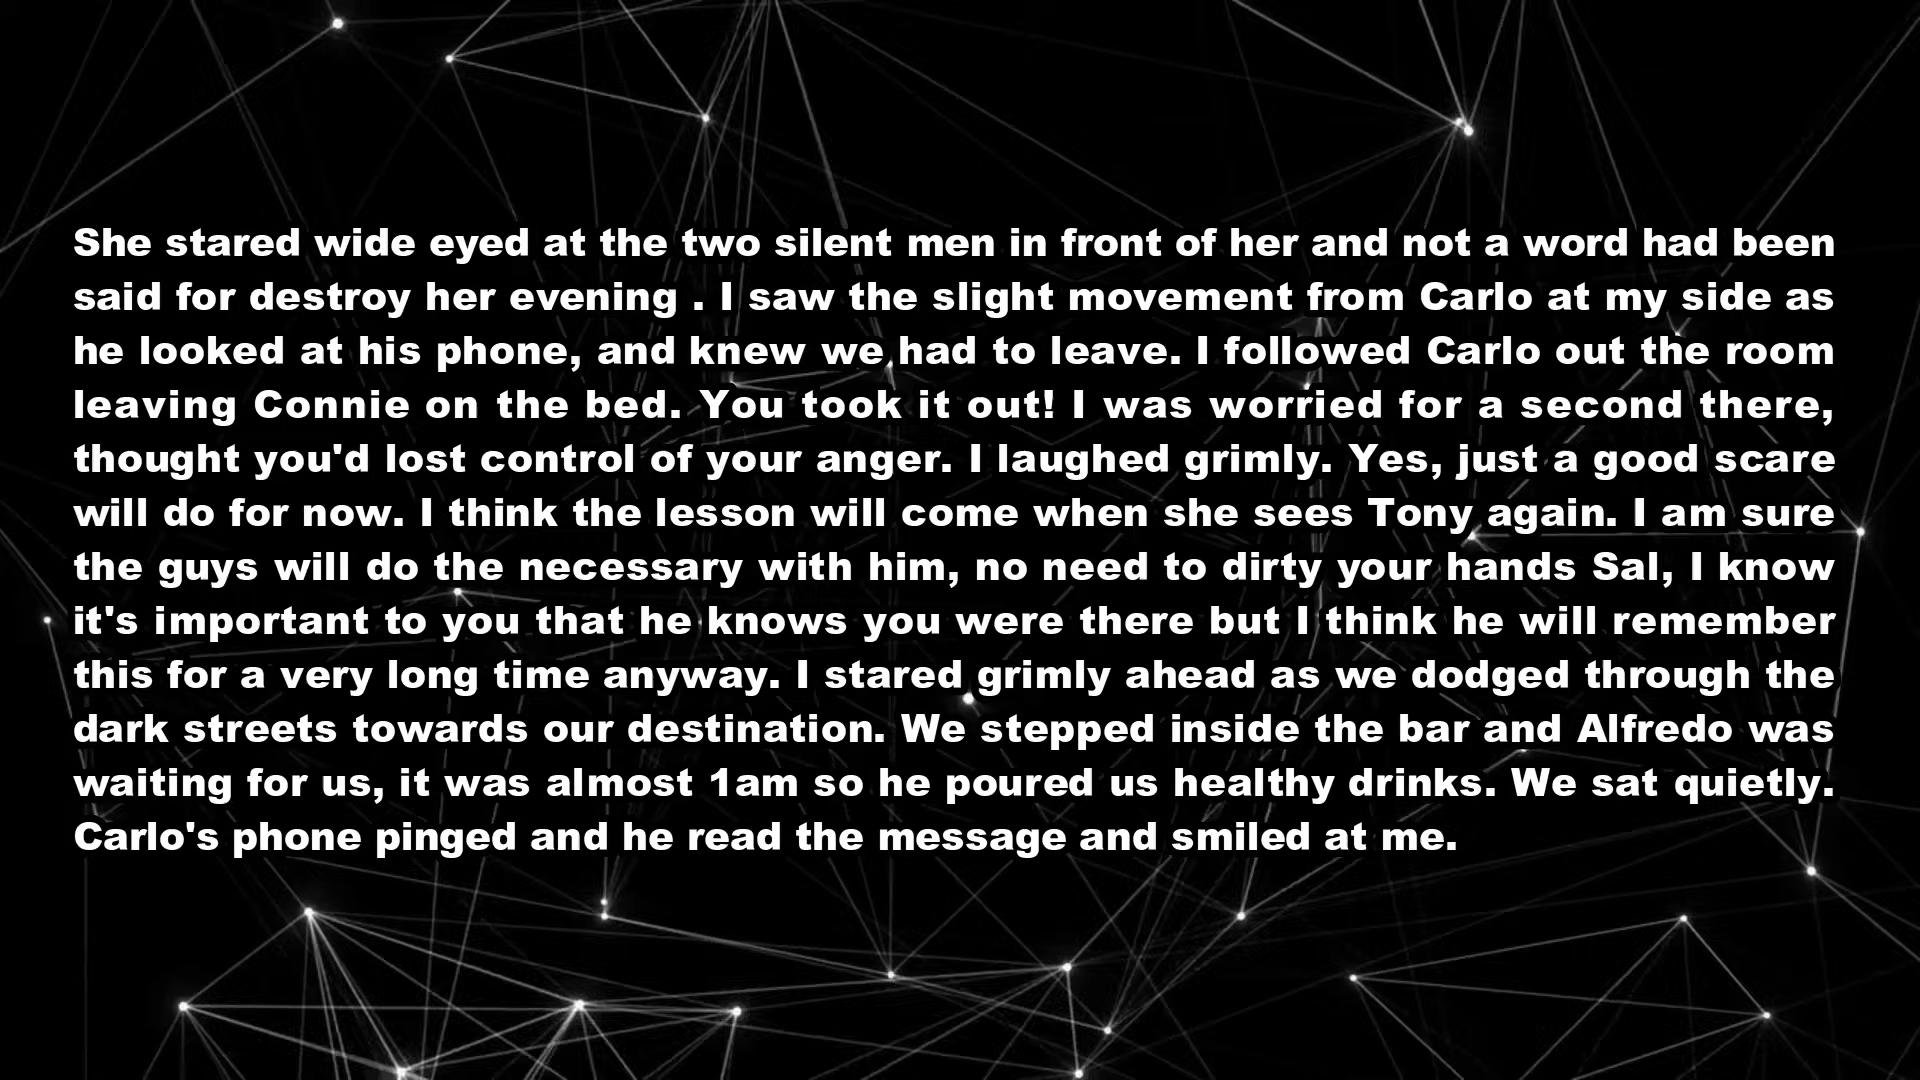 She stared wide eyed at the two silent men in front of her and not a word had been
said for destroy her evening . I saw the slight movement from Carlo at my side as
he looked at his phone, and knew we had to leave. I followed Carlo out the room
leaving Connie on the bed. You took it out! I was worried for a second there,
thought you'd lost control of your anger. I laughed grimly. Yes, just a good scare
will do for now. I think the lesson will come when she sees Tony again. I am sure
the guys will do the necessary with him, no need to dirty your hands Sal, I know
it's important to you that he knows you were there but I think he will remember
this for a very long time anyway. I stared grimly ahead as we dodged through the
dark streets towards our destination. We stepped inside the bar and Alfredo was
waiting for us, it was almost 1am so he poured us healthy drinks. We sat quietly.
Carlo's phone pinged and he read the message and smiled at me.